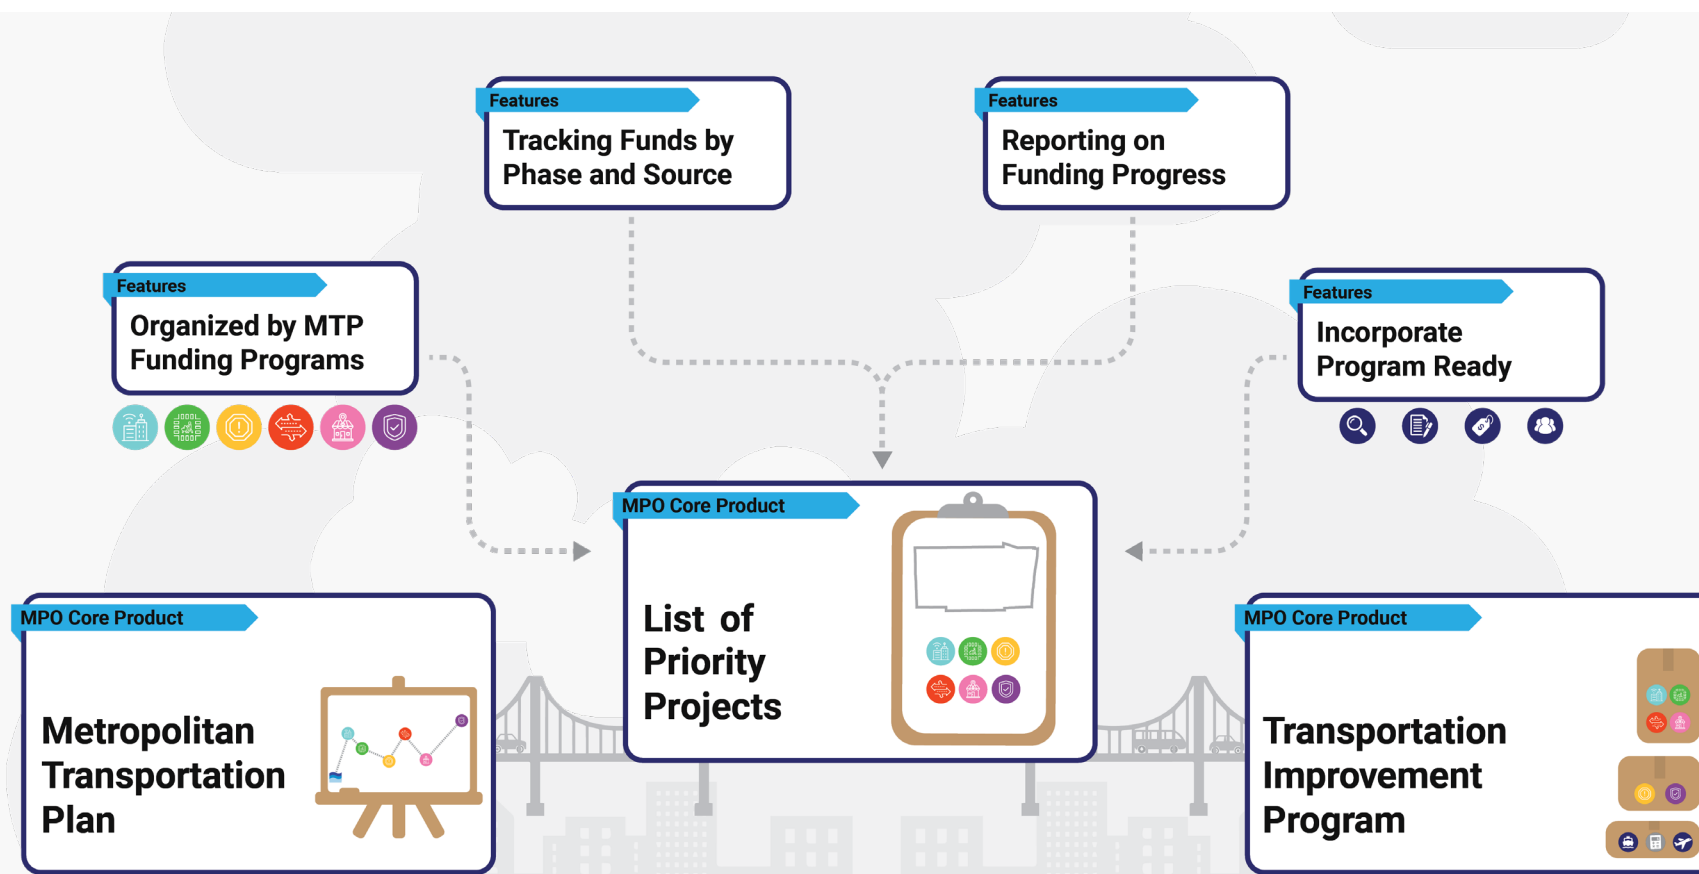 Features
Tracking Funds by
Phase and Source
Features
Reporting on
Funding Progress
Features
Organized by MTP
Funding Programs
Features
Incorporate
Program Ready
MPO Core Product
List of
Priority
Projects
MPO Core Product
Metropolitan
Transportation
Plan
MPO Core Product
Transportation
Improvement
Program